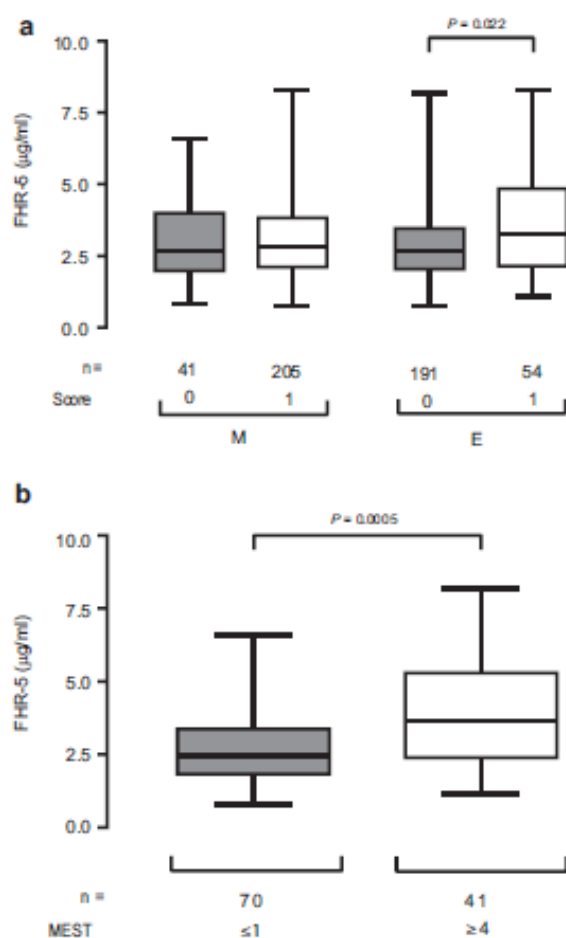 a
P = 0.022
10.0
7.5
5.0
2.5
0.0
FHR-5 (μg/ml)
n = 41 205 191 54
Score 0 1 0 1
M E
b
P = 0.0005
10.0
7.5
5.0
2.5
0.0
FHR-5 (μg/ml)
n = 70 41
MEST ≤1 ≥4